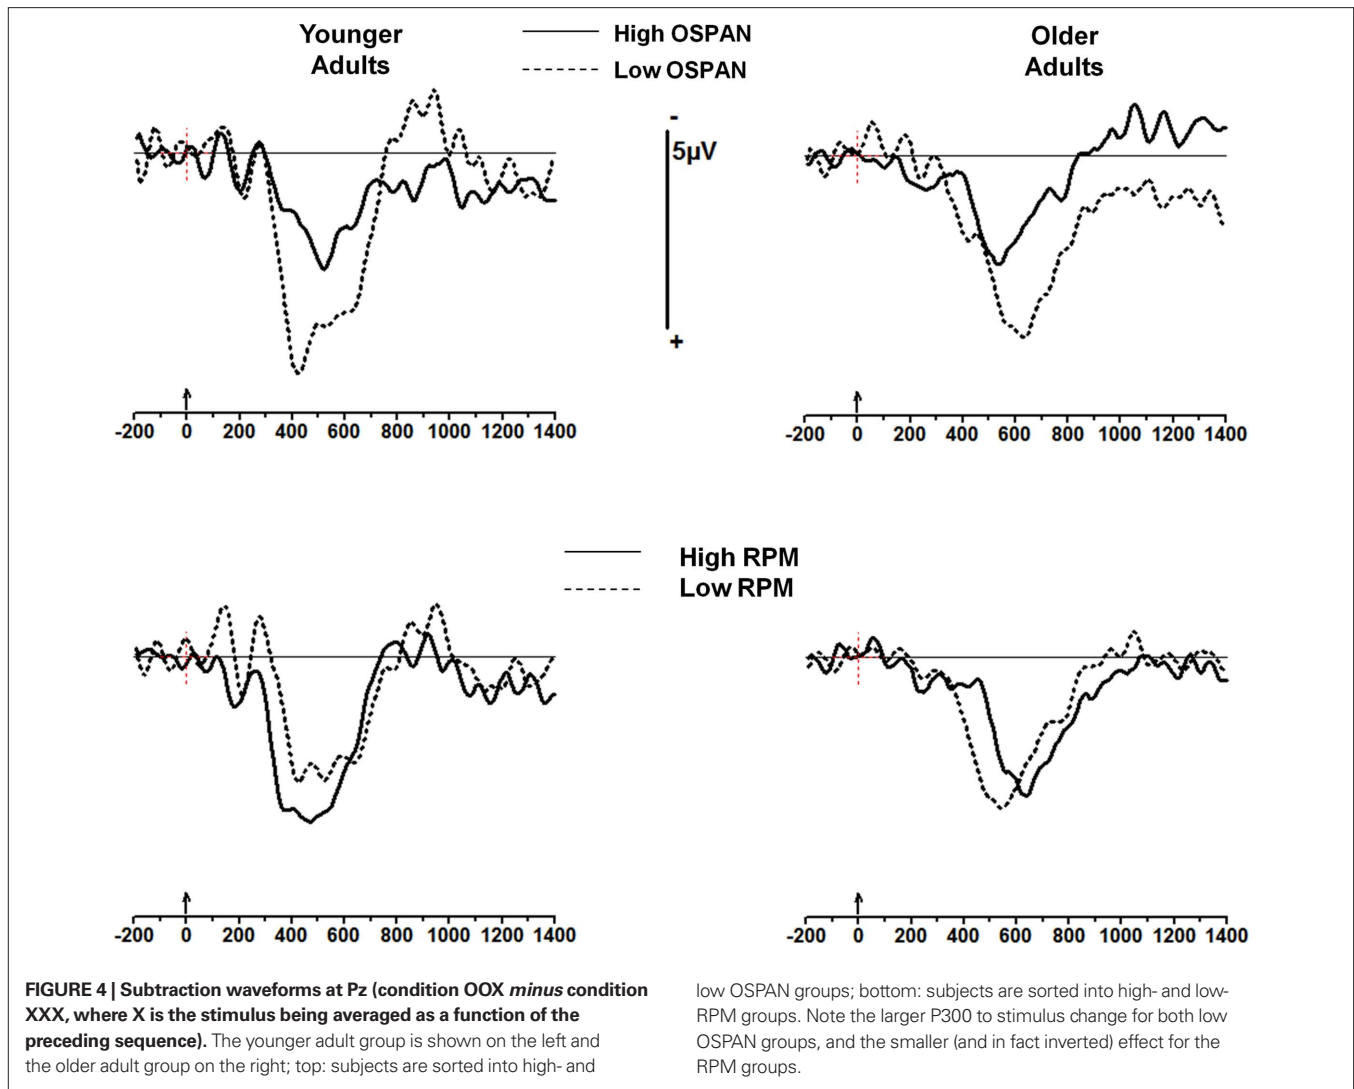 Younger
Adults
High OSPAN
Low OSPAN
Older
Adults
-
5μV
+
-200 0 200 400 600 800 1000 1200 1400
-200 0 200 400 600 800 1000 1200 1400
High RPM
Low RPM
-200 0 200 400 600 800 1000 1200 1400
-200 0 200 400 600 800 1000 1200 1400
FIGURE 4 | Subtraction waveforms at Pz (condition OOX minus condition
XXX, where X is the stimulus being averaged as a function of the
preceding sequence). The younger adult group is shown on the left and
the older adult group on the right; top: subjects are sorted into high- and
low OSPAN groups; bottom: subjects are sorted into high- and low-
RPM groups. Note the larger P300 to stimulus change for both low
OSPAN groups, and the smaller (and in fact inverted) effect for the
RPM groups.